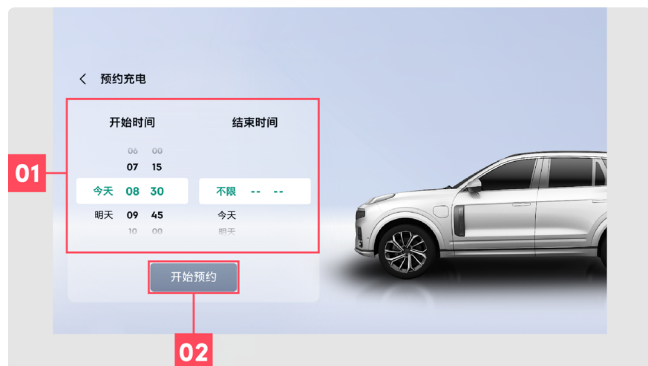 预约充电
开始时间 结束时间
06 00
07 15
01
今天 08 30 不限 -- --
明天 09 45 今天
10 00 明天
开始预约
02